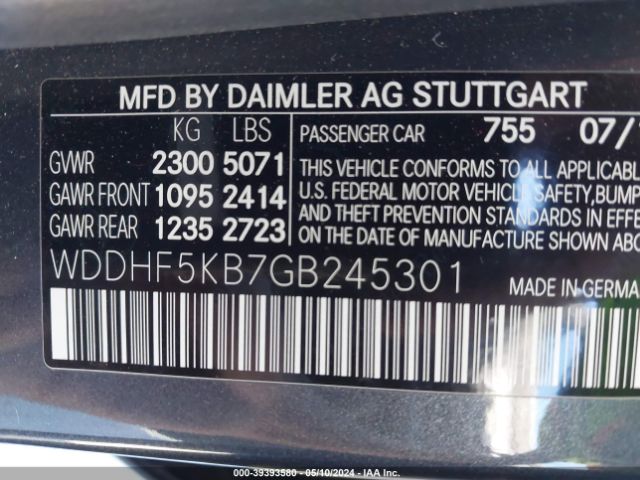 MFD BY DAIMLER AG STUTTGART
KG LBS
GVWR 2300 5071
GAWR FRONT 1095 2414
GAWR REAR 1235 2723
PASSENGER CAR 755 07/
THIS VEHICLE CONFORMS TO ALL APPLICABL
U.S. FEDERAL MOTOR VEHICLE SAFETY, BUMP
AND THEFT PREVENTION STANDARDS IN EFFE
ON THE DATE OF MANUFACTURE SHOWN ABOV
WDDHF5KB7GB245301
MADE IN GERMA
000-39393580 - 05/10/2024 - IAA Inc.